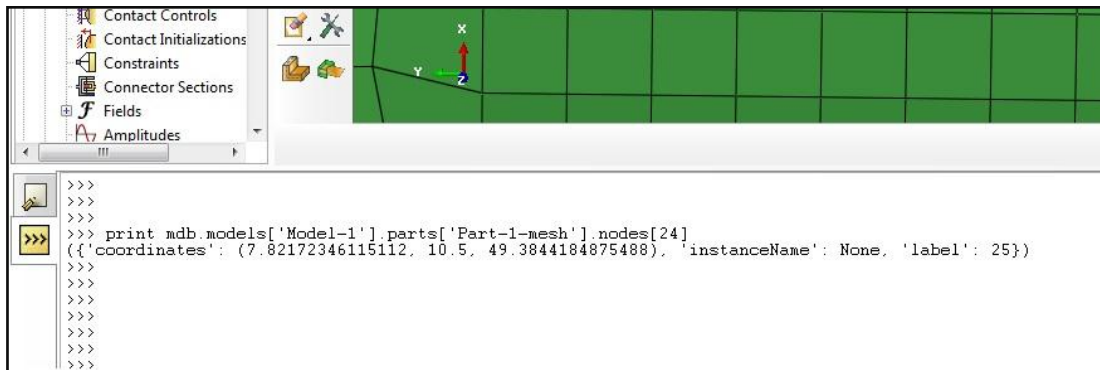 Contact Controls
Contact Initializations
Constraints
Connector Sections
Fields
Amplitudes
X
Y
Z
>>>
>>>
>>>
>>> print mdb.models['Model-1'].parts['Part-1-mesh'].nodes[24]
({'coordinates': (7.82172346115112, 10.5, 49.3844184875488), 'instanceName': None, 'label': 25})
>>>
>>>
>>>
>>>
>>>
>>>
>>>
>>>